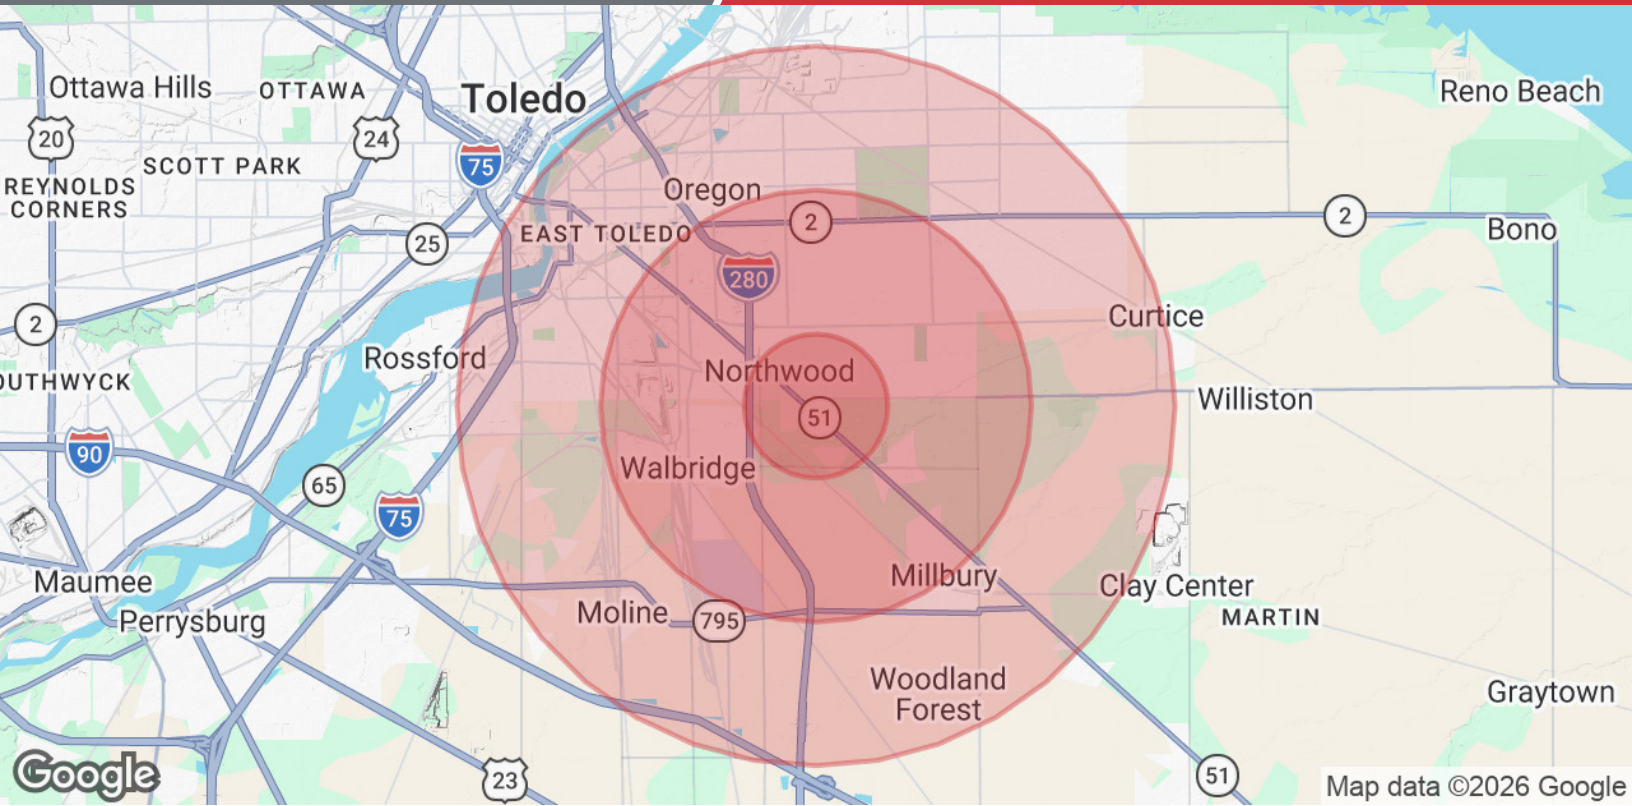 Ottawa Hills
OTTAWA
Toledo
Reno Beach
20
24
75
SCOTT PARK
REYNOLDS
CORNERS
Oregon
2
2
Bono
25
EAST TOLEDO
280
2
Curtice
Rossford
Northwood
OUTHWYCK
Williston
51
90
Walbridge
65
75
Maumee
Millbury
Clay Center
Perrysburg
Moline
795
MARTIN
Woodland
Forest
Graytown
Google
23
51
Map data ©2026 Google